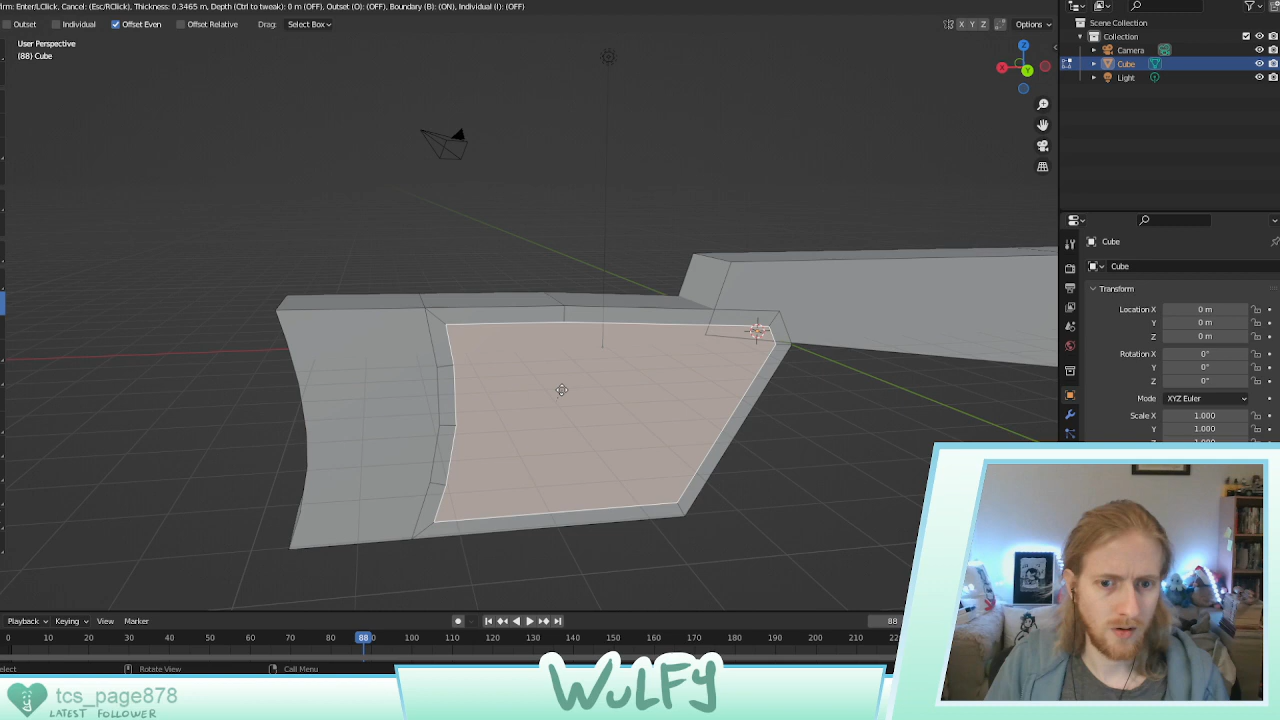 rm: Enter/LClick, Cancel: (Esc/RClick), Thickness: 0.3465 m, Depth (Ctrl to tweak): 0 m (OFF), Outset (O): (OFF), Boundary (B): (ON), Individual (I): (OFF)
Outset Individual Offset Even Offset Relative Drag: Select Box X Y Z Options
User Perspective
(88) Cube
Scene Collection
Collection
Camera
Cube
Light
Z
X
Y
Cube
Cube
Transform
Location X 0 m
Y 0 m
Z 0 m
Rotation X 0°
Y 0°
Z 0°
Mode XYZ Euler
Scale X 1.000
Y 1.000
Playback Keying View Marker 88
0 10 20 30 40 50 60 70 80 88 100 110 120 130 140 150 160 170 180 190 200 210
elect Rotate View Call Menu
tcs_page878
LATEST FOLLOWER
WULFY